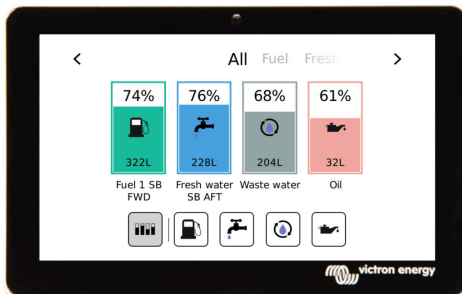 < All Fuel Fresh >
74% 76% 68% 61%
322L 228L 204L 32L
Fuel 1 SB Fresh water Waste water Oil
FWD SB AFT
victron energy